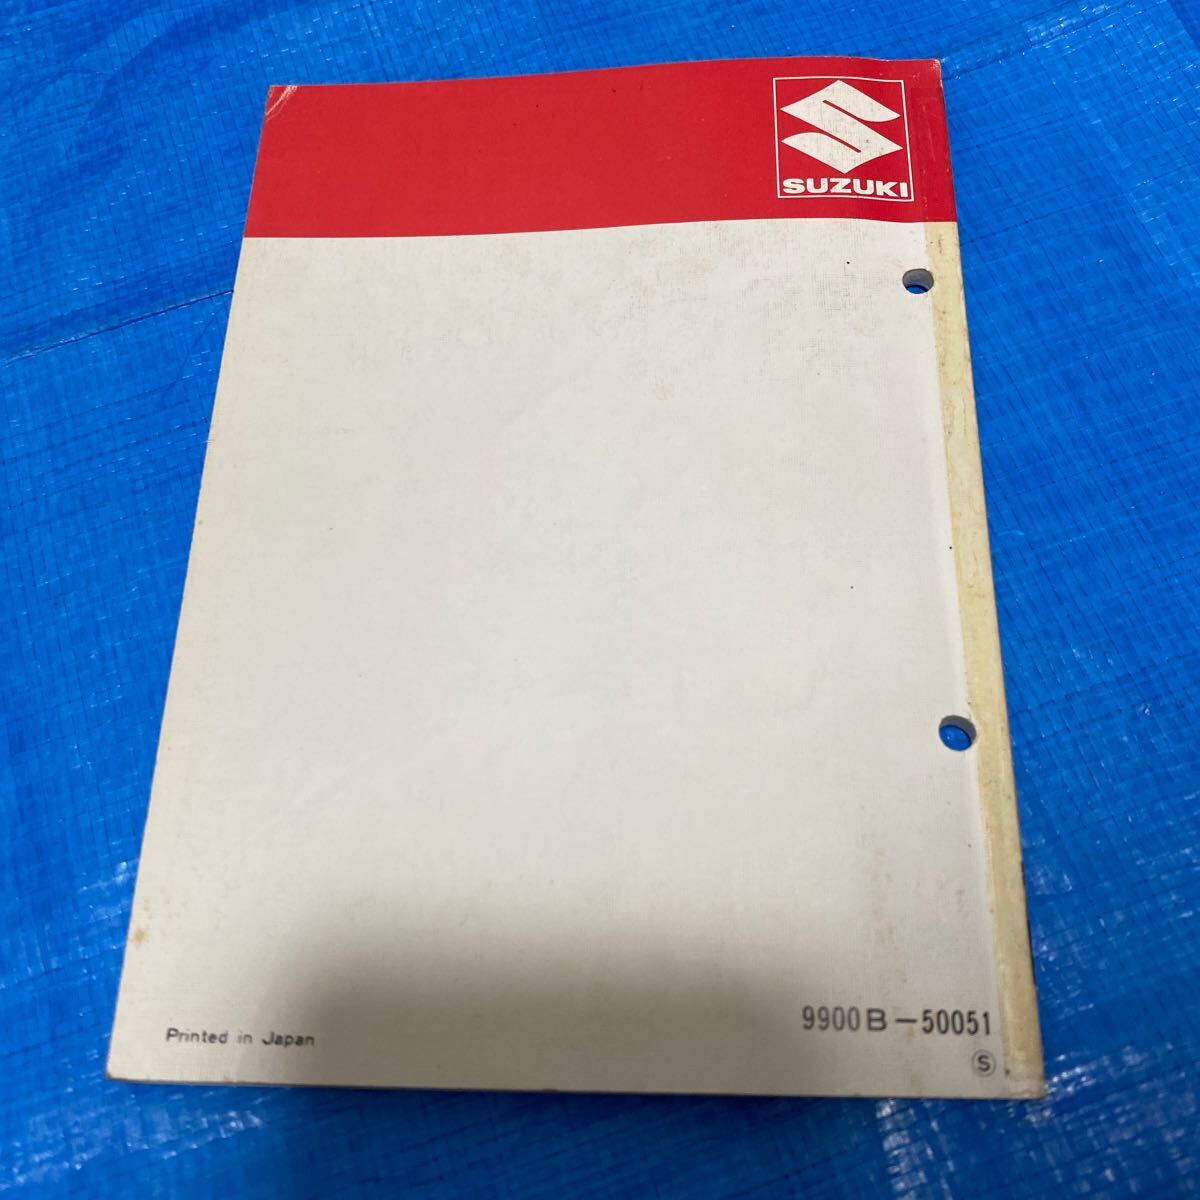 SUZUKI
9900B-50051
Printed in Japan
Ⓢ